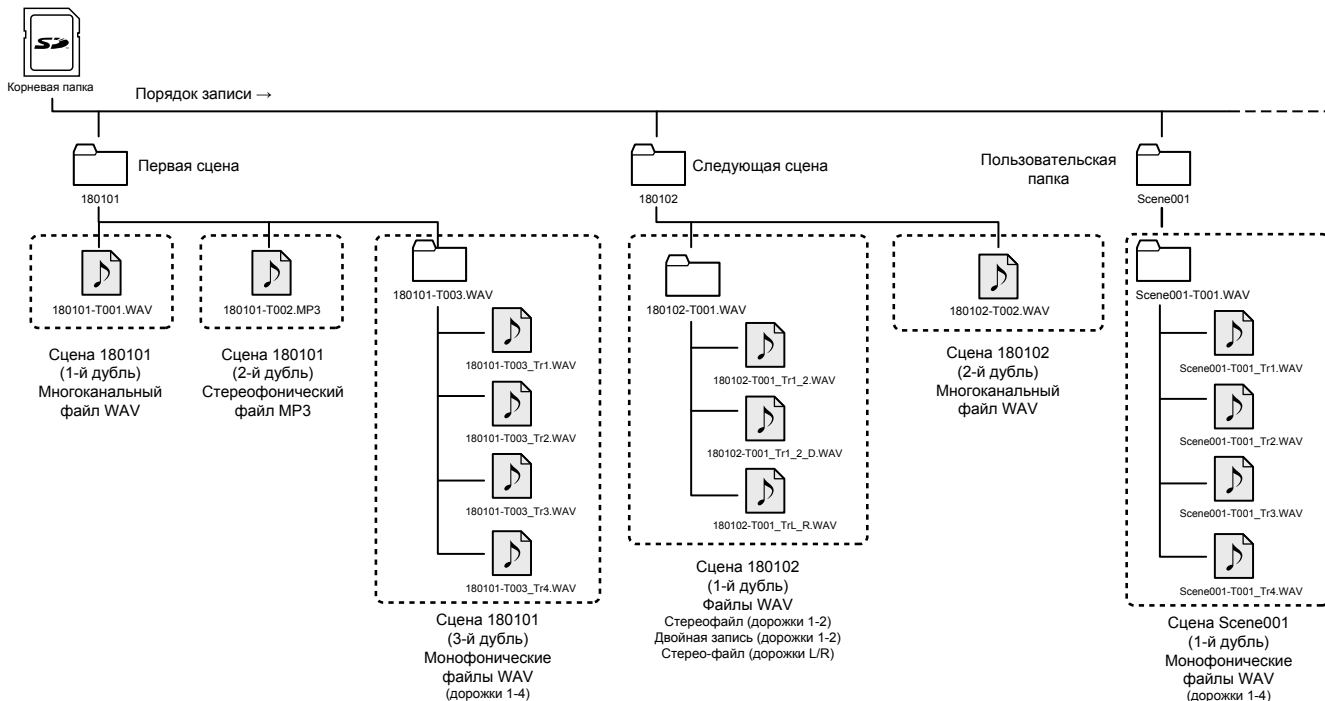 SD
Корневая папка
Порядок записи →
Первая сцена
180101
Следующая сцена
180102
Пользовательская
папка
Scene001
180101-T001.WAV
Сцена 180101
(1-й дубль)
Многоканальный
файл WAV
180101-T002.MP3
Сцена 180101
(2-й дубль)
Стереофонический
файл MP3
180101-T003.WAV
180101-T003_Tr1.WAV
180101-T003_Tr2.WAV
180101-T003_Tr3.WAV
180101-T003_Tr4.WAV
Сцена 180101
(3-й дубль)
Монофонические
файлы WAV
(дорожки 1-4)
180102-T001.WAV
180102-T001_Tr1_2.WAV
180102-T001_Tr1_2_D.WAV
180102-T001_TrL_R.WAV
Сцена 180102
(1-й дубль)
Файлы WAV
Стереофайл (дорожки 1-2)
Двойная запись (дорожки 1-2)
Стерео-файл (дорожки L/R)
180102-T002.WAV
Сцена 180102
(2-й дубль)
Многоканальный
файл WAV
Scene001-T001.WAV
Scene001-T001_Tr1.WAV
Scene001-T001_Tr2.WAV
Scene001-T001_Tr3.WAV
Scene001-T001_Tr4.WAV
Сцена Scene001
(1-й дубль)
Монофонические
файлы WAV
(дорожки 1-4)